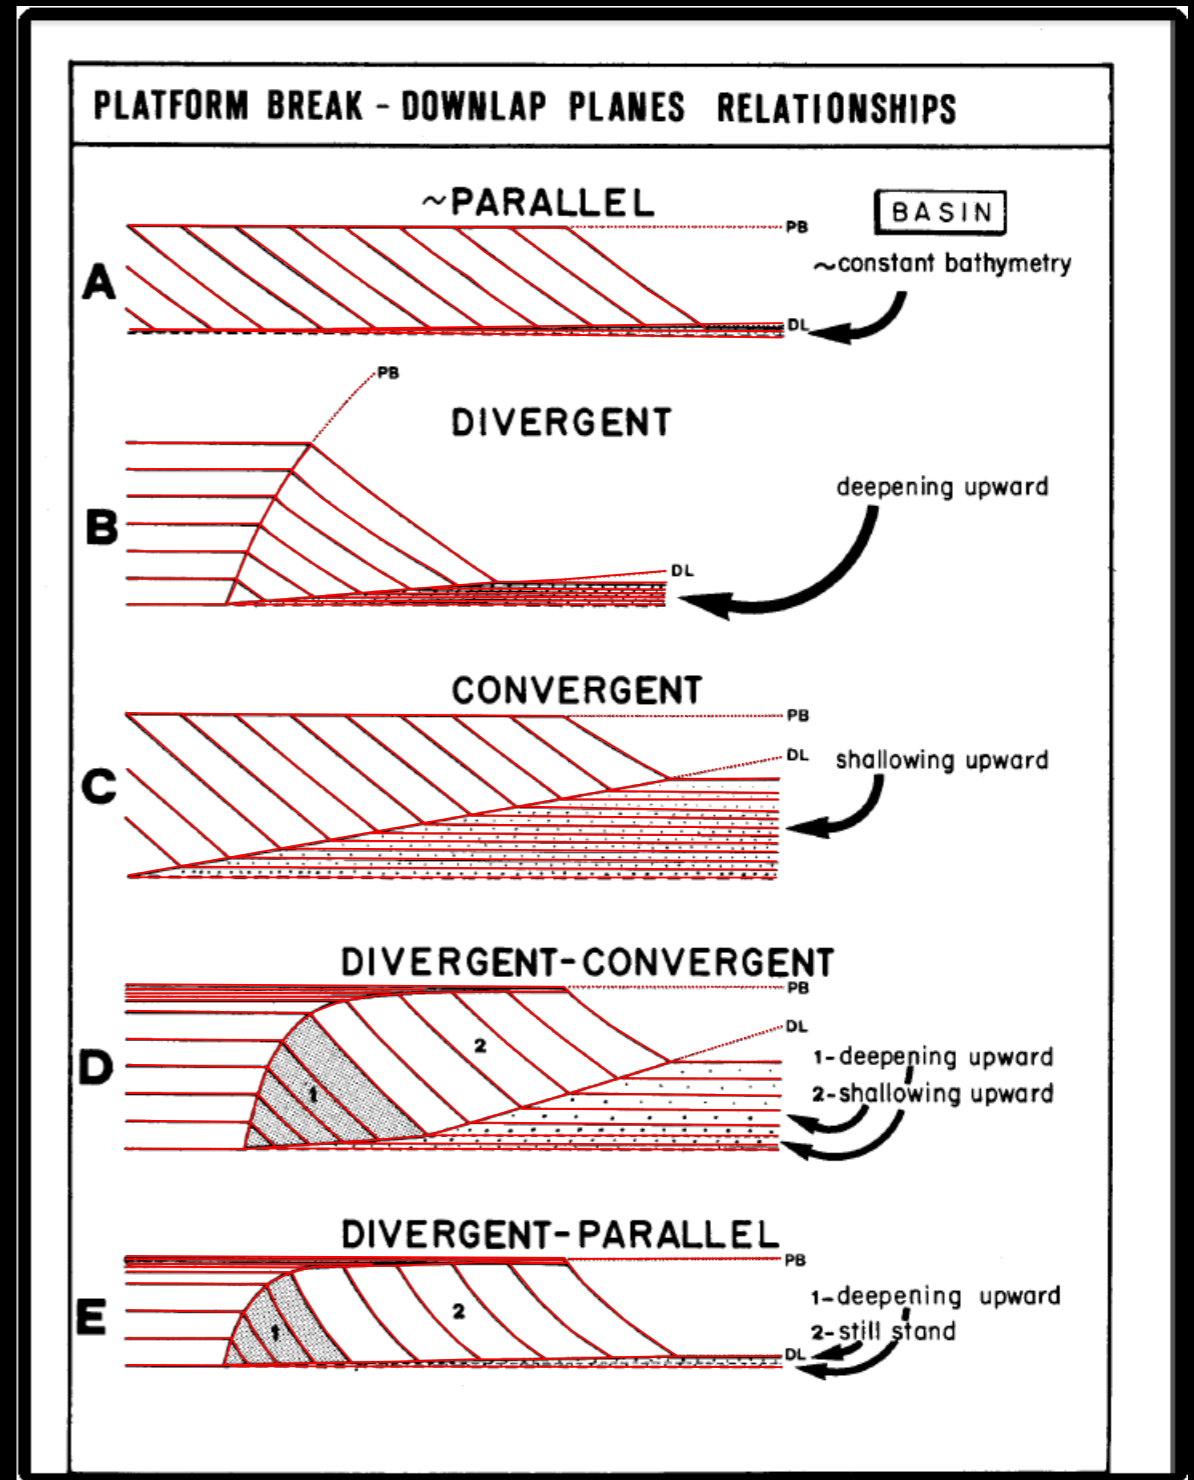 PLATFORM BREAK - DOWNLAP PLANES RELATIONSHIPS
~PARALLEL
BASIN
PB
~constant bathymetry
A
DL
PB
DIVERGENT
deepening upward
B
DL
CONVERGENT
PB
DL
shallowing upward
C
DIVERGENT-CONVERGENT
PB
DL
2
1-deepening upward
D
1
2-shallowing upward
DIVERGENT-PARALLEL
PB
1-deepening upward
2
E
1
2-still stand
DL